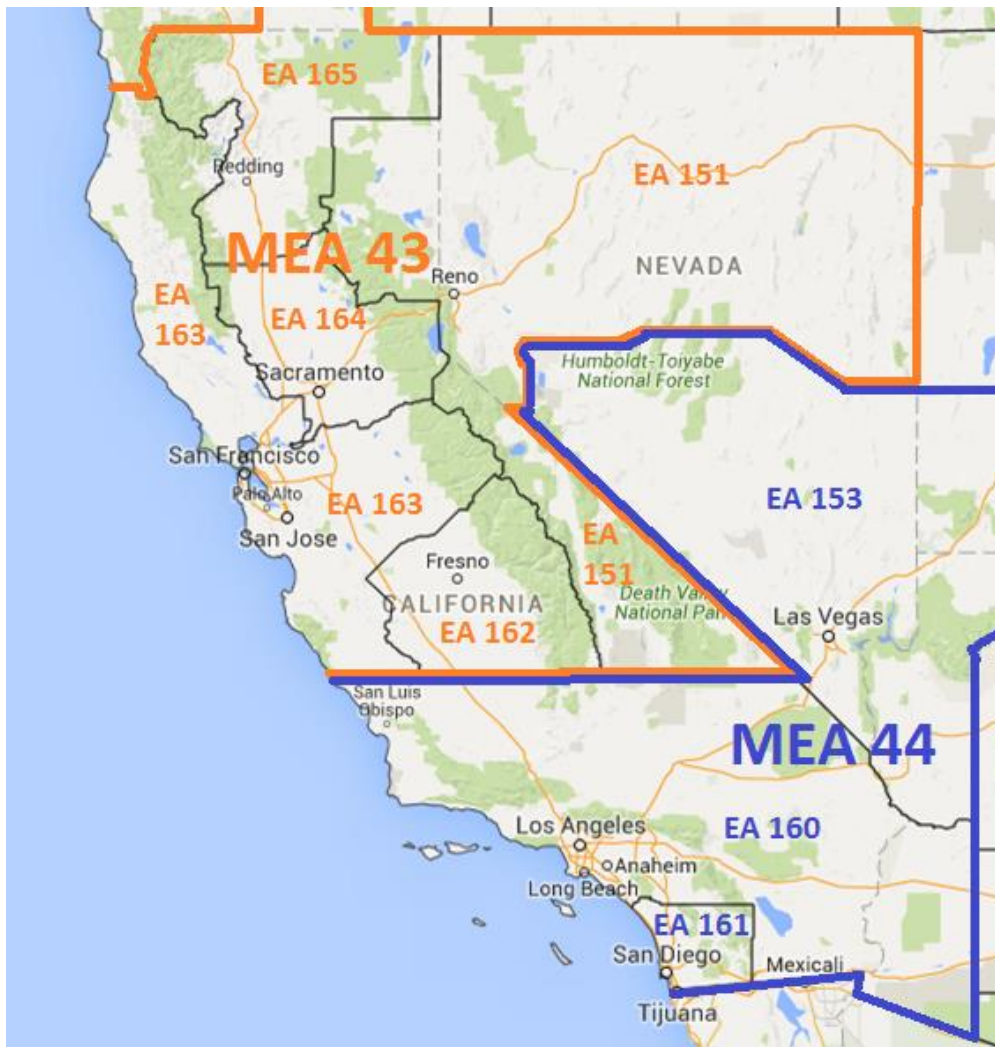 EA 165
Redding
EA 151
MEA 43
NEVADA
Reno
EA
163
EA 164
Humboldt-Toiyabe
National Forest
Sacramento
San Francisco
Palo Alto
San Jose
EA 163
EA 153
EA
151
Fresno
CALIFORNIA
EA 162
Death Valley
National Par
Las Vegas
San Luis
Obispo
MEA 44
Los Angeles
Anaheim
Long Beach
EA 160
EA 161
San Diego
Mexicali
Tijuana